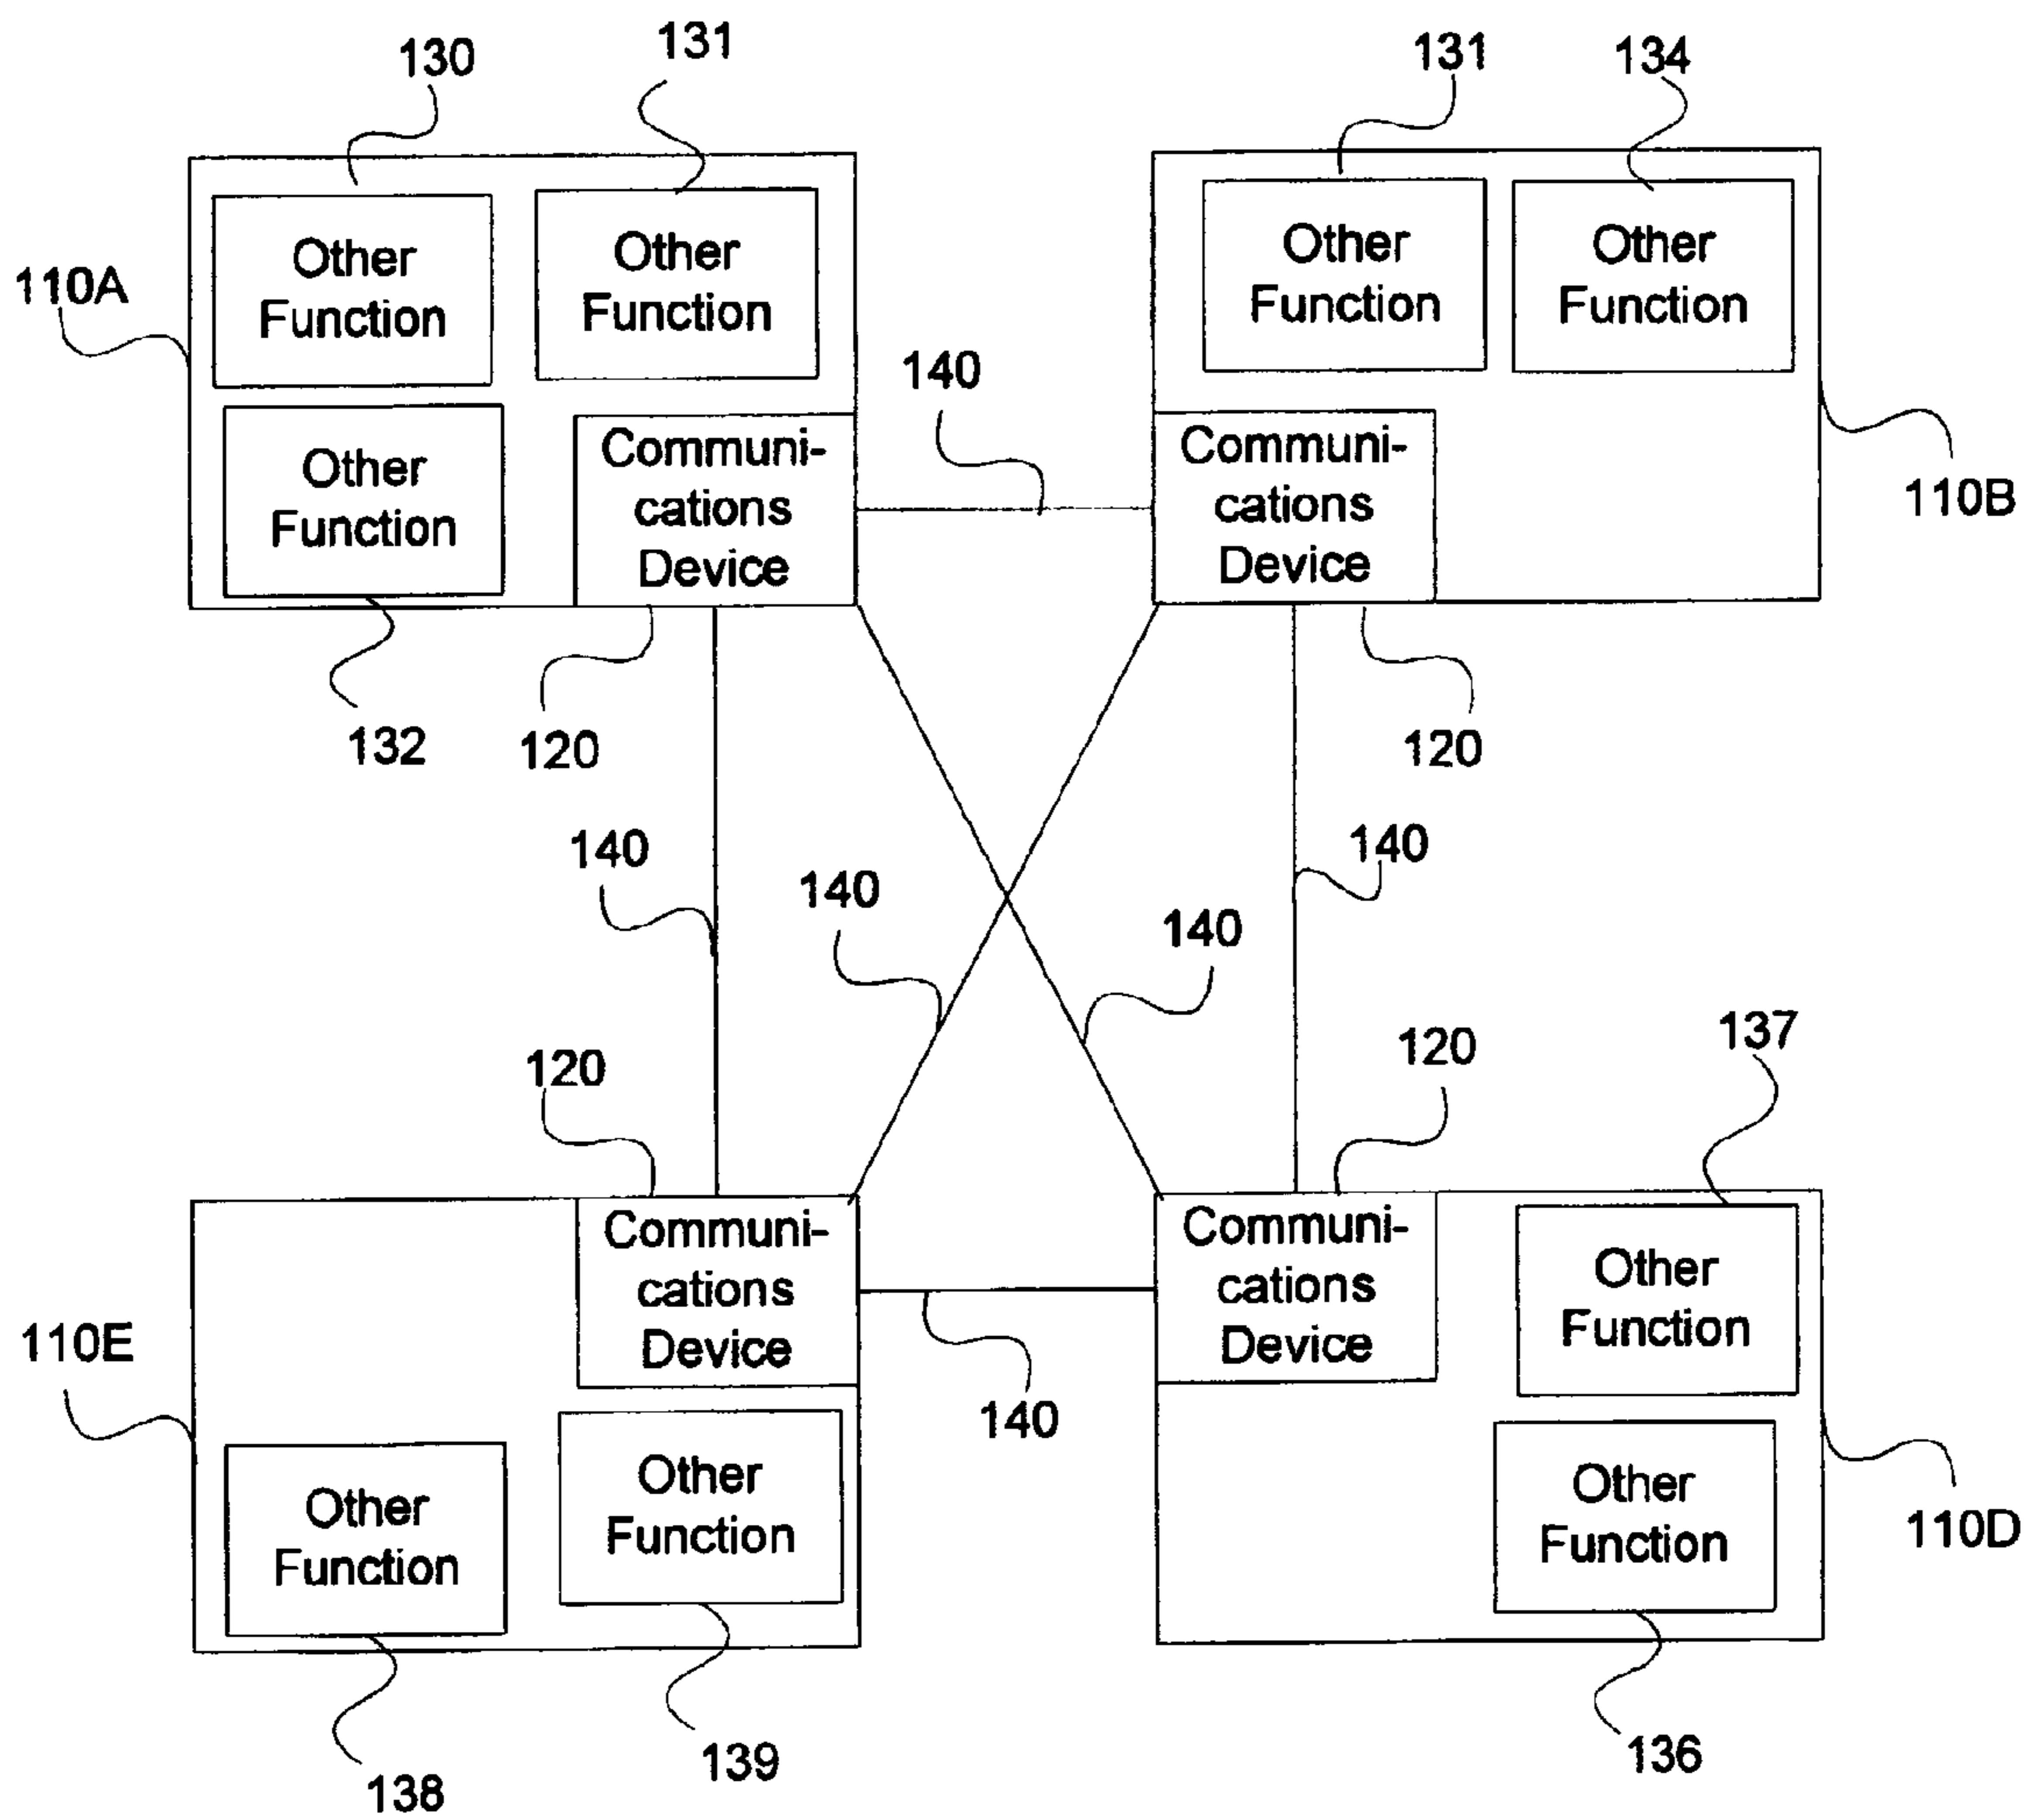 130
131
131
134
Other
Function
Other
Function
Other
Function
Other
Function
110A
140
Other
Function
Communi-
cations
Device
Communi-
cations
Device
110B
132
120
120
140
140
140
140
120
120
137
Communi-
cations
Device
Communi-
cations
Device
Other
Function
110E
140
Other
Function
Other
Function
Other
Function
110D
138
139
136